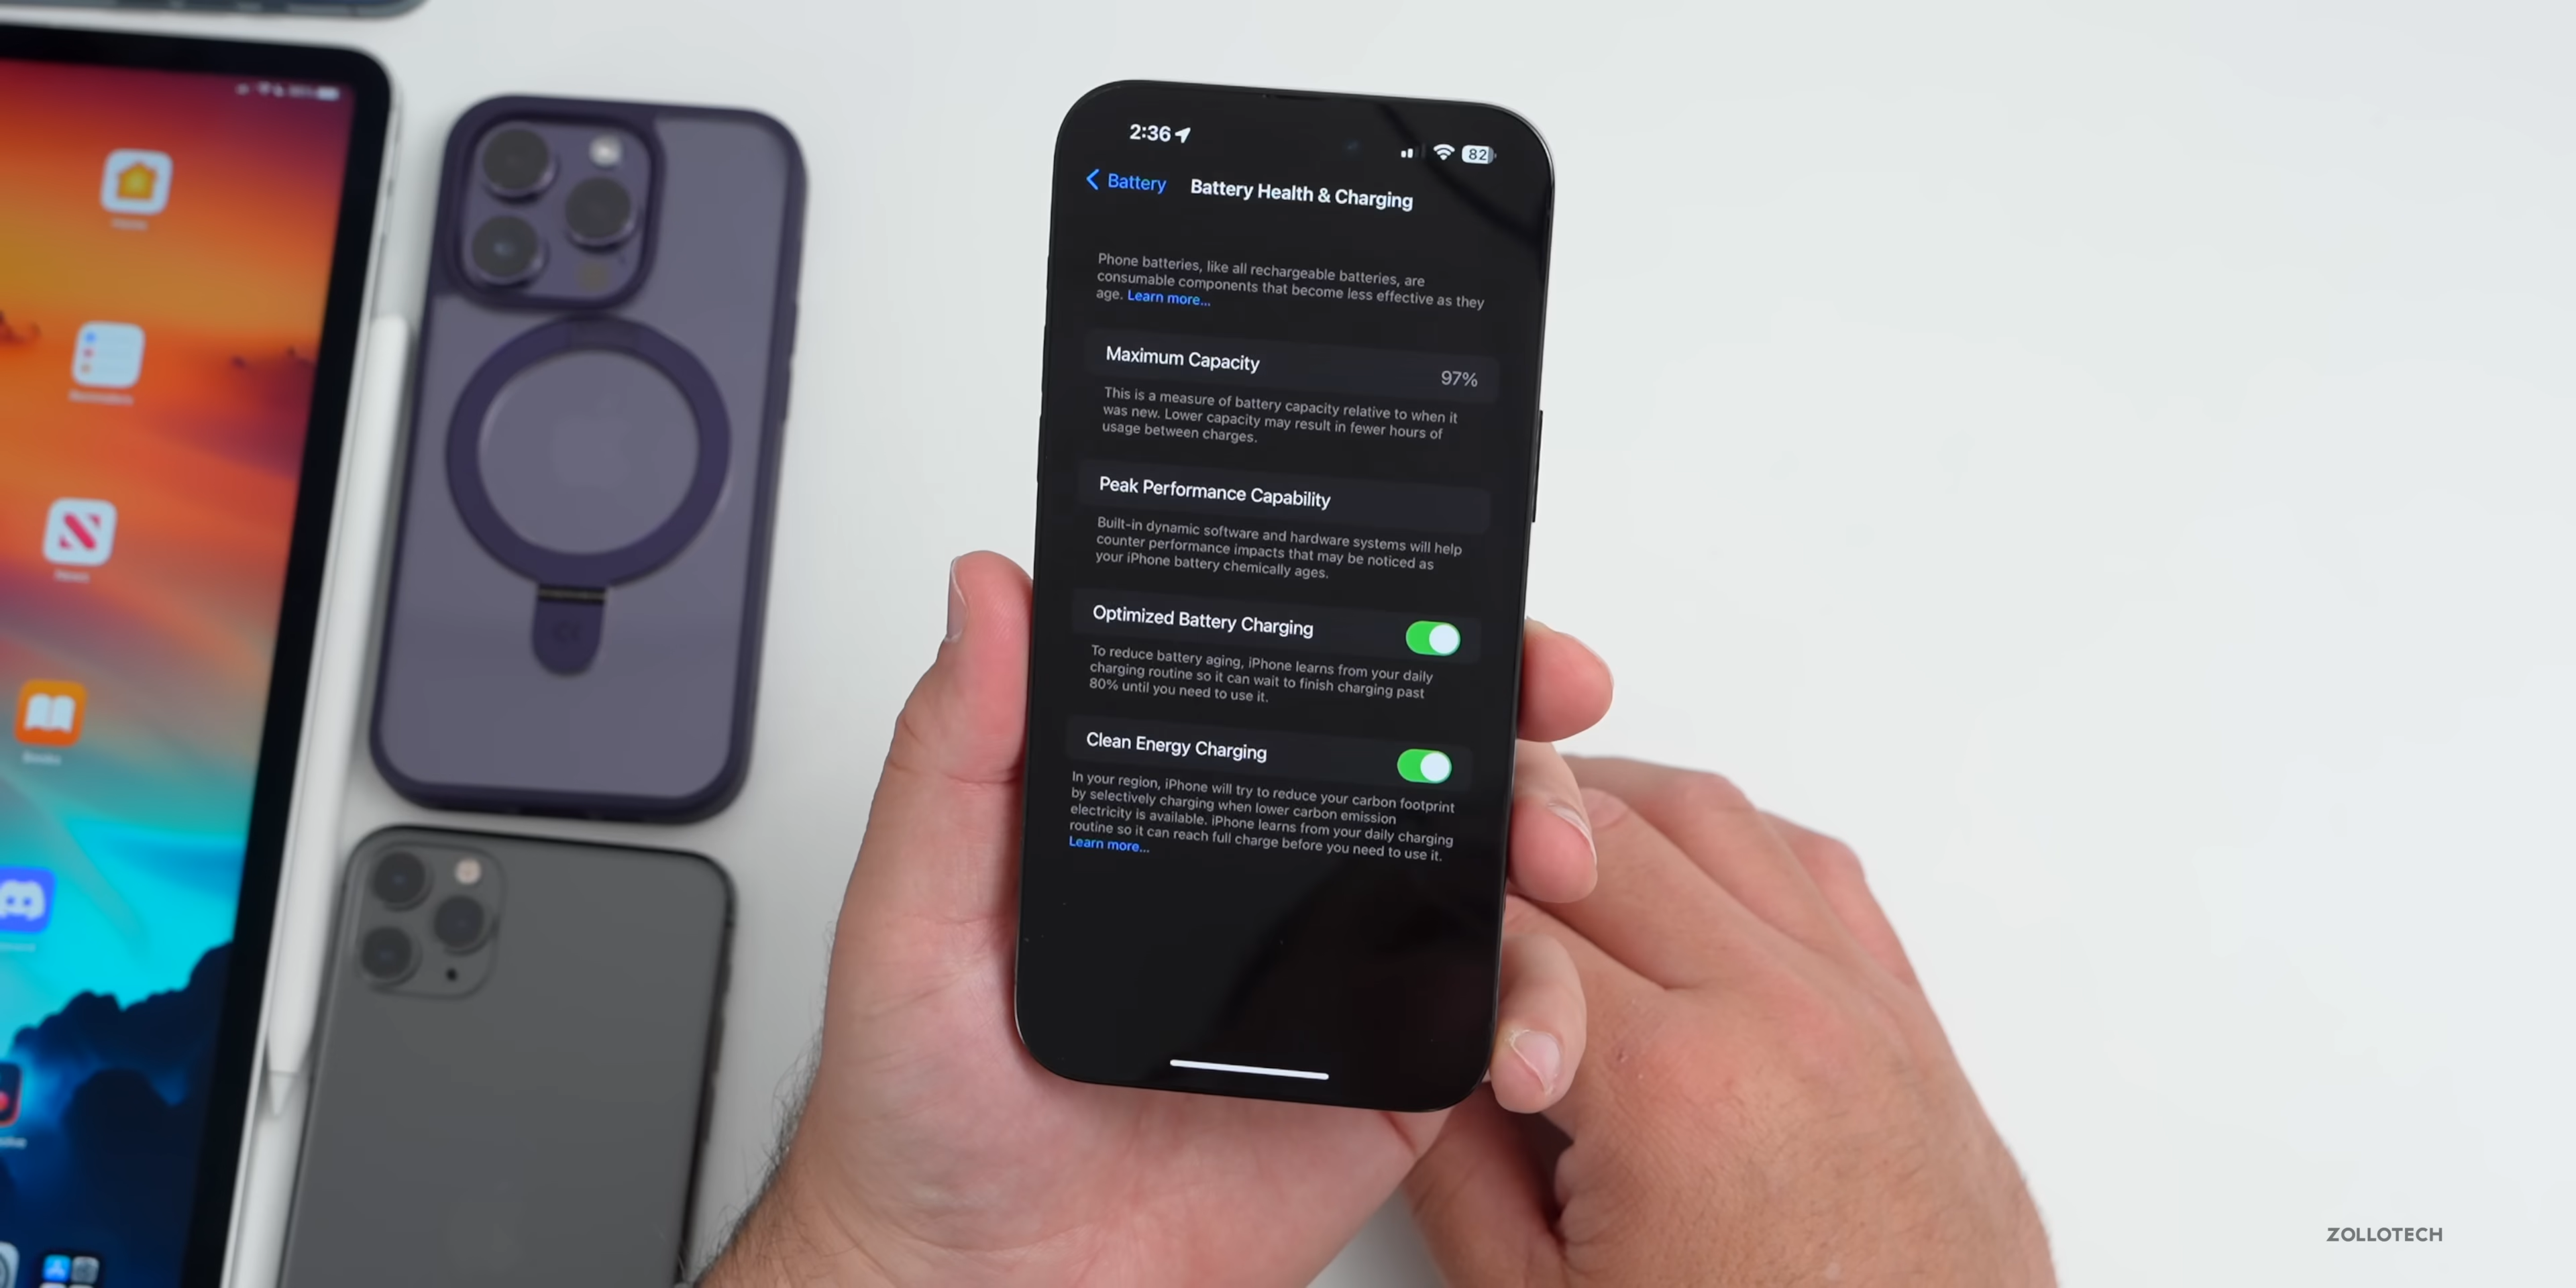 2:36
82
Battery
Battery Health & Charging
Phone batteries, like all rechargeable batteries, are
consumable components that become less effective as they
age. Learn more...
Maximum Capacity
97%
This is a measure of battery capacity relative to when it
was new. Lower capacity may result in fewer hours of
usage between charges.
Peak Performance Capability
Built-in dynamic software and hardware systems will help
counter performance impacts that may be noticed as
your iPhone battery chemically ages.
Optimized Battery Charging
To reduce battery aging, iPhone learns from your daily
charging routine so it can wait to finish charging past
80% until you need to use it.
Clean Energy Charging
In your region, iPhone will try to reduce your carbon footprint
by selectively charging when lower carbon emission
electricity is available. iPhone learns from your daily charging
routine so it can reach full charge before you need to use it.
Learn more...
Home
Reminders
News
Books
ZOLLOTECH